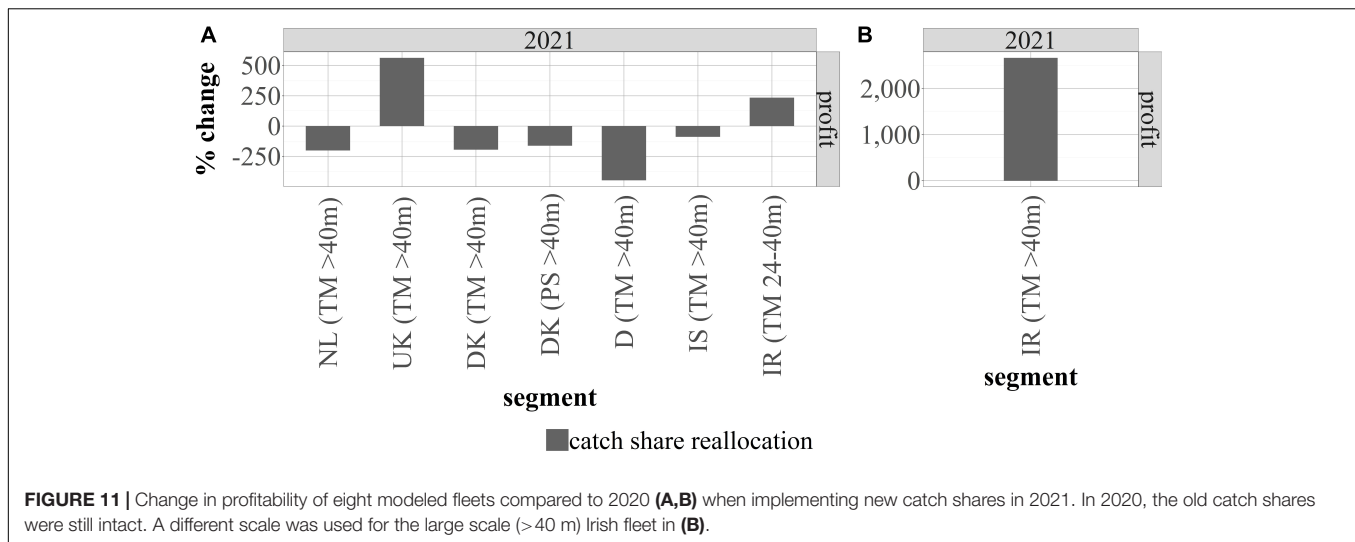 A
2021
% change
500
250
0
-250
profit
NL (TM >40m)
UK (TM >40m)
DK (TM >40m)
DK (PS >40m)
D (TM >40m)
IS (TM >40m)
IR (TM 24-40m)
segment
B
2021
2,000
1,000
0
profit
IR (TM >40m)
segment
catch share reallocation
FIGURE 11 | Change in profitability of eight modeled fleets compared to 2020 (A,B) when implementing new catch shares in 2021. In 2020, the old catch shares
were still intact. A different scale was used for the large scale (>40 m) Irish fleet in (B).